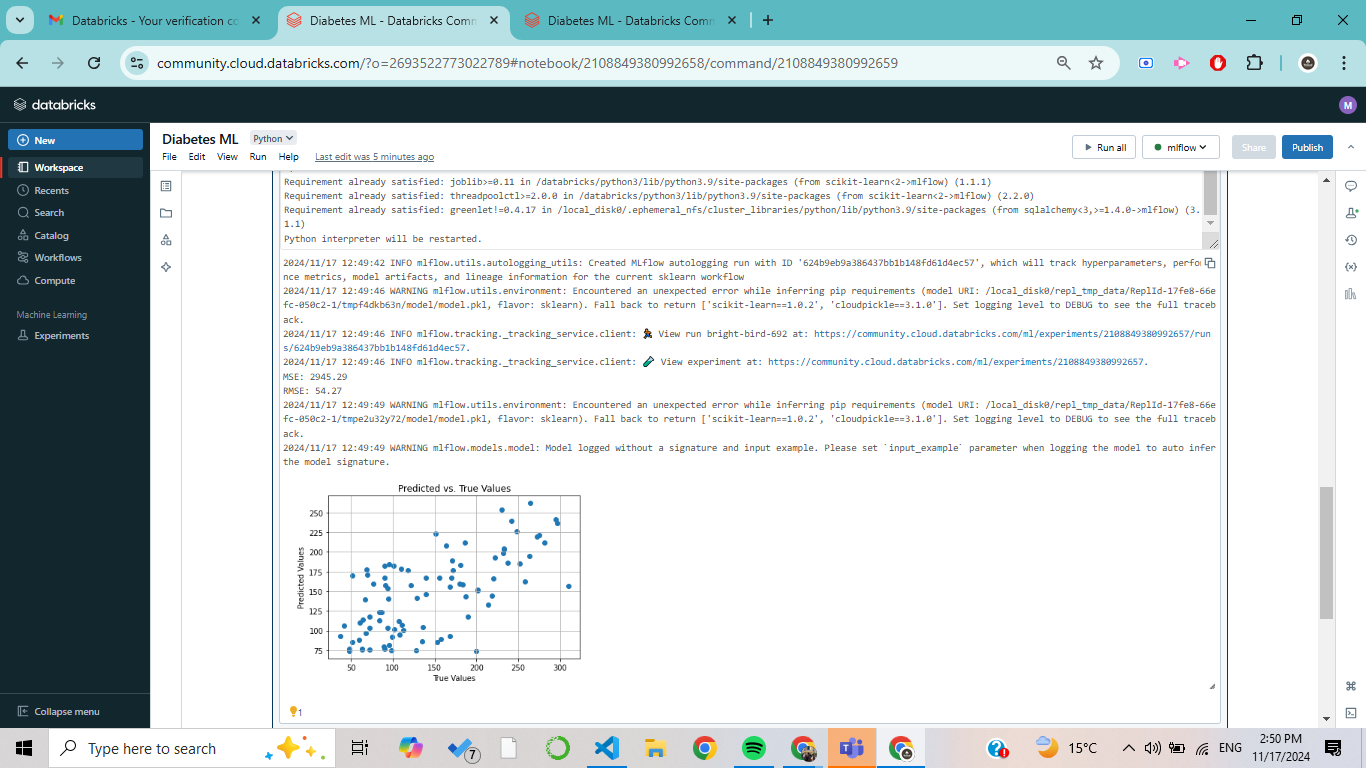 Databricks - Your verification co
Diabetes ML - Databricks Comm
Diabetes ML - Databricks Comm
community.cloud.databricks.com/?o=2693522773022789#notebook/2108849380992658/command/2108849380992659
databricks
M
New
Workspace
Recents
Search
Catalog
Workflows
Compute
Machine Learning
Experiments
Collapse menu
Diabetes ML
Python
File Edit View Run Help Last edit was 5 minutes ago
Run all
mlflow
Share
Publish
Requirement already satisfied: joblib>=0.11 in /databricks/python3/lib/python3.9/site-packages (from scikit-learn<2->mlflow) (1.1.1)
Requirement already satisfied: threadpoolctl>=2.0.0 in /databricks/python3/lib/python3.9/site-packages (from scikit-learn<2->mlflow) (2.2.0)
Requirement already satisfied: greenlet!=0.4.17 in /local_disk0/.ephemeral_nfs/cluster_libraries/python/lib/python3.9/site-packages (from sqlalchemy<3,>=1.4.0->mlflow) (3.
1.1)
Python interpreter will be restarted.
2024/11/17 12:49:42 INFO mlflow.utils.autologging_utils: Created MLflow autologging run with ID '624b9eb9a386437bb1b148fd61d4ec57', which will track hyperparameters, perfor
nce metrics, model artifacts, and lineage information for the current sklearn workflow
2024/11/17 12:49:46 WARNING mlflow.utils.environment: Encountered an unexpected error while inferring pip requirements (model URI: /local_disk0/repl_tmp_data/ReplId-17fe8-66e
fc-050c2-1/tmpf4dkb63n/model/model.pkl, flavor: sklearn). Fall back to return ['scikit-learn==1.0.2', 'cloudpickle==3.1.0']. Set logging level to DEBUG to see the full traceb
ack.
2024/11/17 12:49:46 INFO mlflow.tracking._tracking_service.client: 🏃 View run bright-bird-692 at: https://community.cloud.databricks.com/ml/experiments/2108849380992657/run
s/624b9eb9a386437bb1b148fd61d4ec57.
2024/11/17 12:49:46 INFO mlflow.tracking._tracking_service.client: 🧪 View experiment at: https://community.cloud.databricks.com/ml/experiments/2108849380992657.
MSE: 2945.29
RMSE: 54.27
2024/11/17 12:49:49 WARNING mlflow.utils.environment: Encountered an unexpected error while inferring pip requirements (model URI: /local_disk0/repl_tmp_data/ReplId-17fe8-66e
fc-050c2-1/tmpe2u32y72/model/model.pkl, flavor: sklearn). Fall back to return ['scikit-learn==1.0.2', 'cloudpickle==3.1.0']. Set logging level to DEBUG to see the full traceb
ack.
2024/11/17 12:49:49 WARNING mlflow.models.model: Model logged without a signature and input example. Please set `input_example` parameter when logging the model to auto infer
the model signature.
Predicted vs. True Values
Predicted Values
250
225
200
175
150
125
100
75
50 100 150 200 250 300
True Values
1
Type here to search
7
15°C
ENG
2:50 PM
11/17/2024